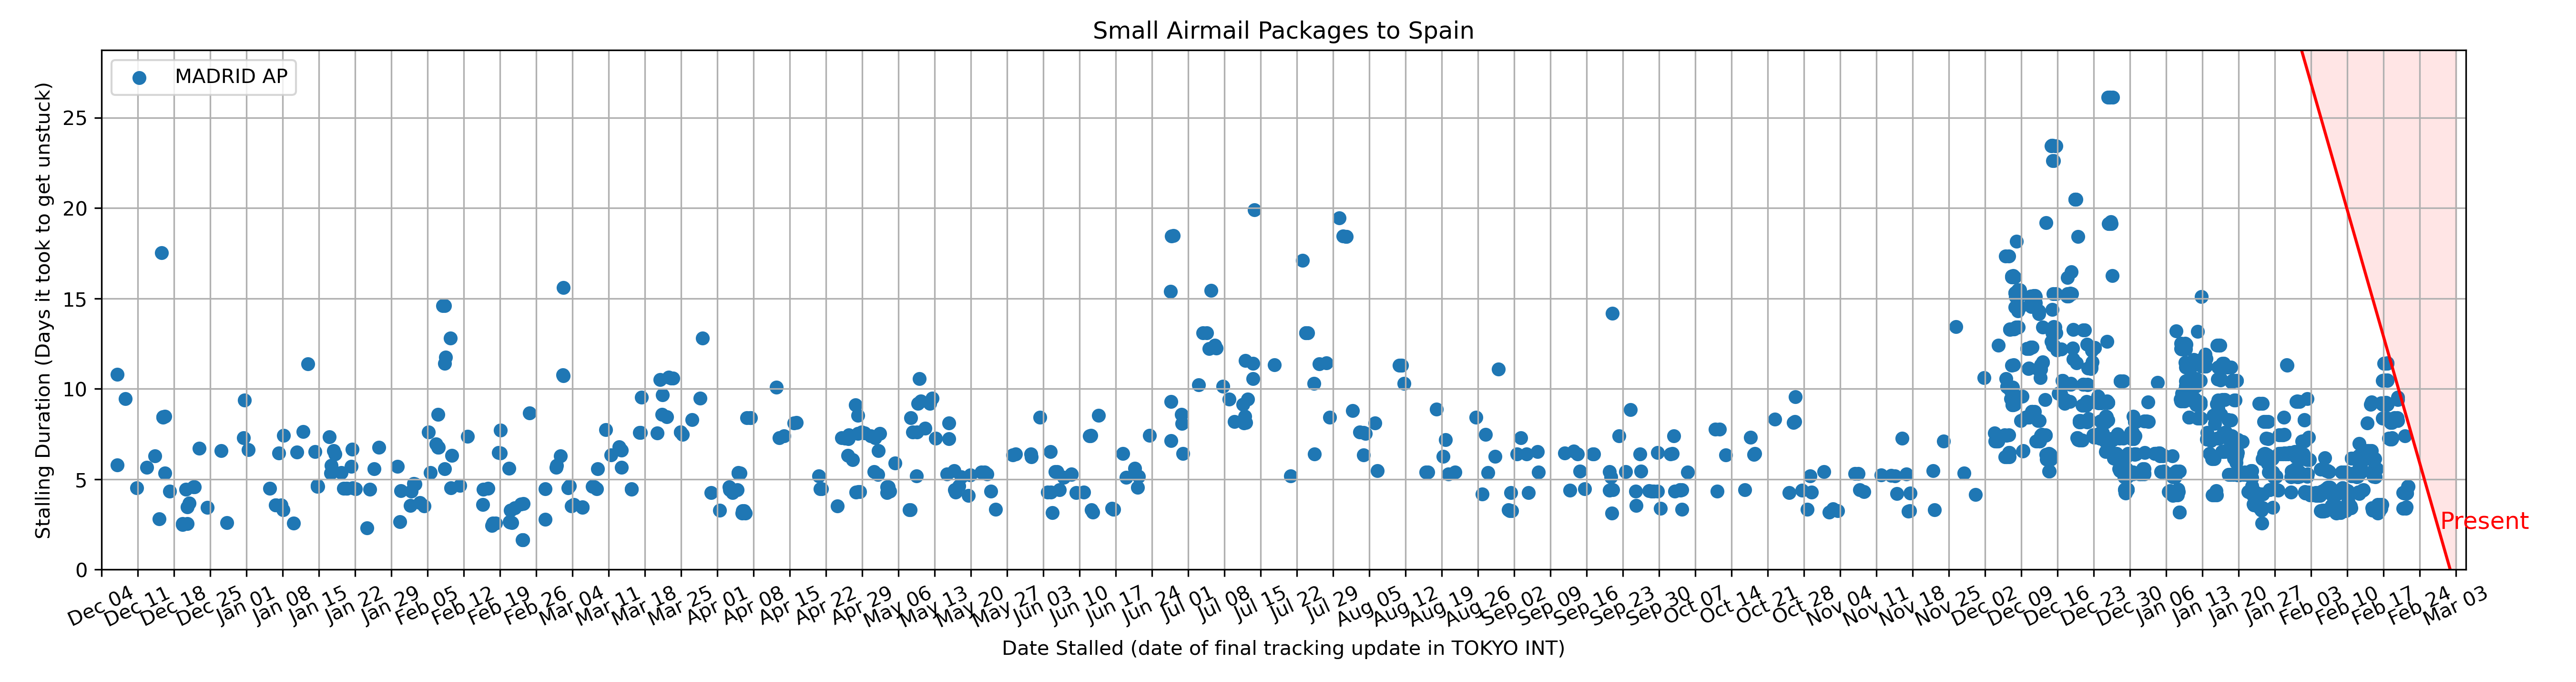 Small Airmail Packages to Spain
MADRID AP
Stalling Duration (Days it took to get unstuck)
25
20
15
10
5
0
Present
Dec 04
Dec 11
Dec 18
Dec 25
Jan 01
Jan 08
Jan 15
Jan 22
Jan 29
Feb 05
Feb 12
Feb 19
Feb 26
Mar 04
Mar 11
Mar 18
Mar 25
Apr 01
Apr 08
Apr 15
Apr 22
Apr 29
May 06
May 13
May 20
May 27
Jun 03
Jun 10
Jun 17
Jun 24
Jul 01
Jul 08
Jul 15
Jul 22
Jul 29
Aug 05
Aug 12
Aug 19
Aug 26
Sep 02
Sep 09
Sep 16
Sep 23
Sep 30
Oct 07
Oct 14
Oct 21
Oct 28
Nov 04
Nov 11
Nov 18
Nov 25
Dec 02
Dec 09
Dec 16
Dec 23
Dec 30
Jan 06
Jan 13
Jan 20
Jan 27
Feb 03
Feb 10
Feb 17
Feb 24
Mar 03
Date Stalled (date of final tracking update in TOKYO INT)